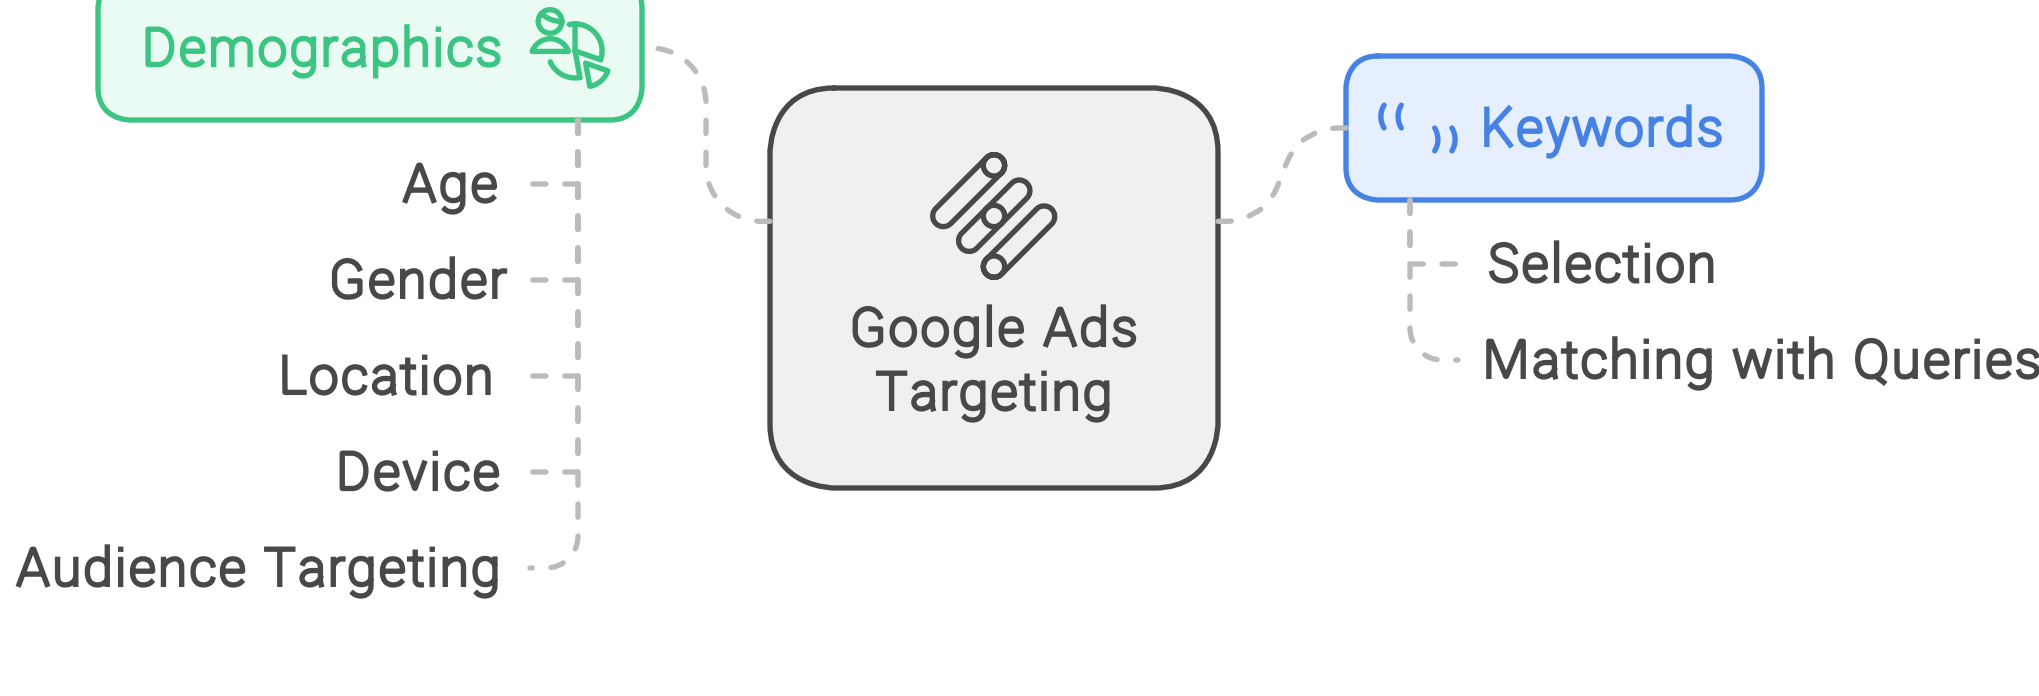 Demographics
Age
Gender
Location
Device
Audience Targeting
Google Ads
Targeting
Keywords
Selection
Matching with Queries